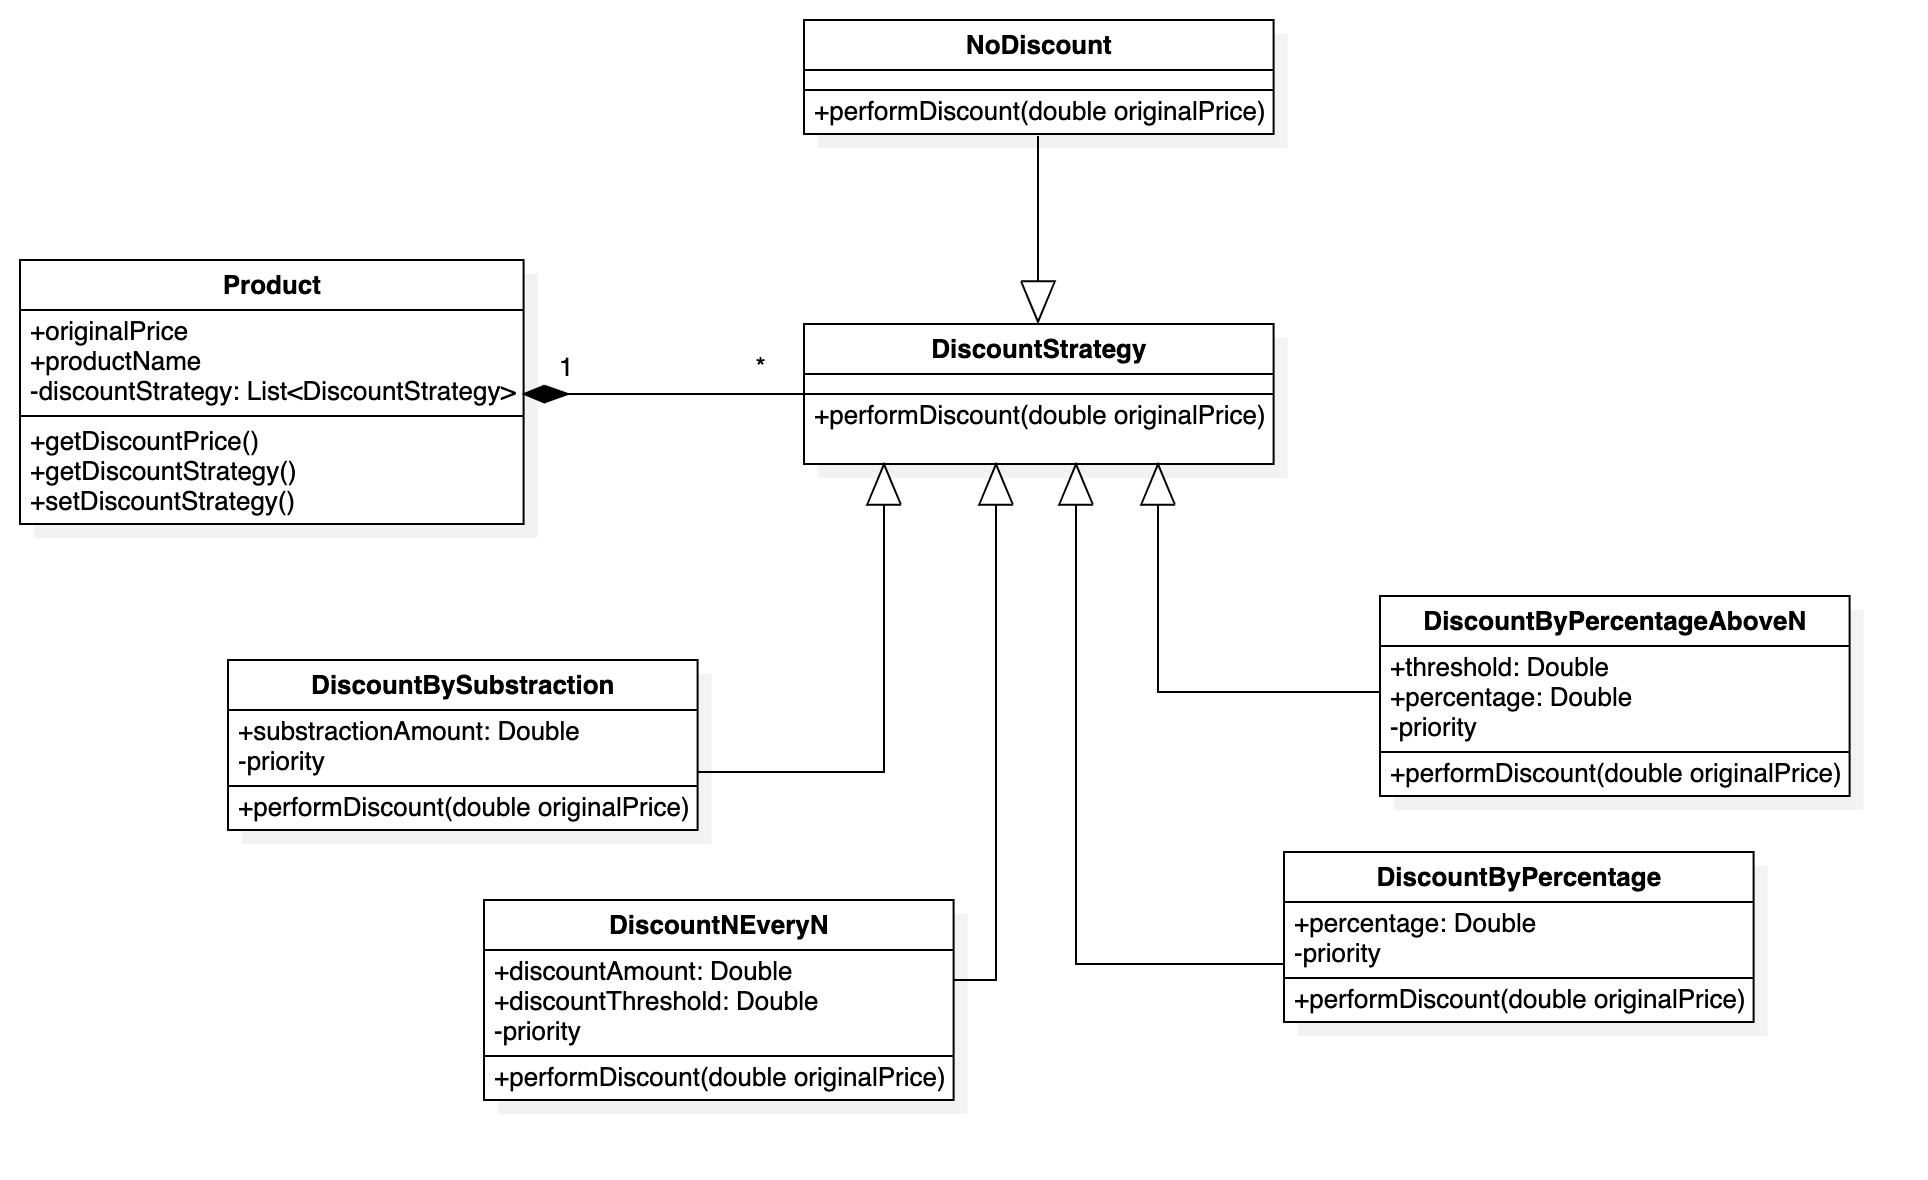 NoDiscount
+performDiscount(double originalPrice)
Product
+originalPrice
+productName
-discountStrategy: List<DiscountStrategy>
+getDiscountPrice()
+getDiscountStrategy()
+setDiscountStrategy()
1
*
DiscountStrategy
+performDiscount(double originalPrice)
DiscountBySubstraction
+substractionAmount: Double
-priority
+performDiscount(double originalPrice)
DiscountNEveryN
+discountAmount: Double
+discountThreshold: Double
-priority
+performDiscount(double originalPrice)
DiscountByPercentageAboveN
+threshold: Double
+percentage: Double
-priority
+performDiscount(double originalPrice)
DiscountByPercentage
+percentage: Double
-priority
+performDiscount(double originalPrice)